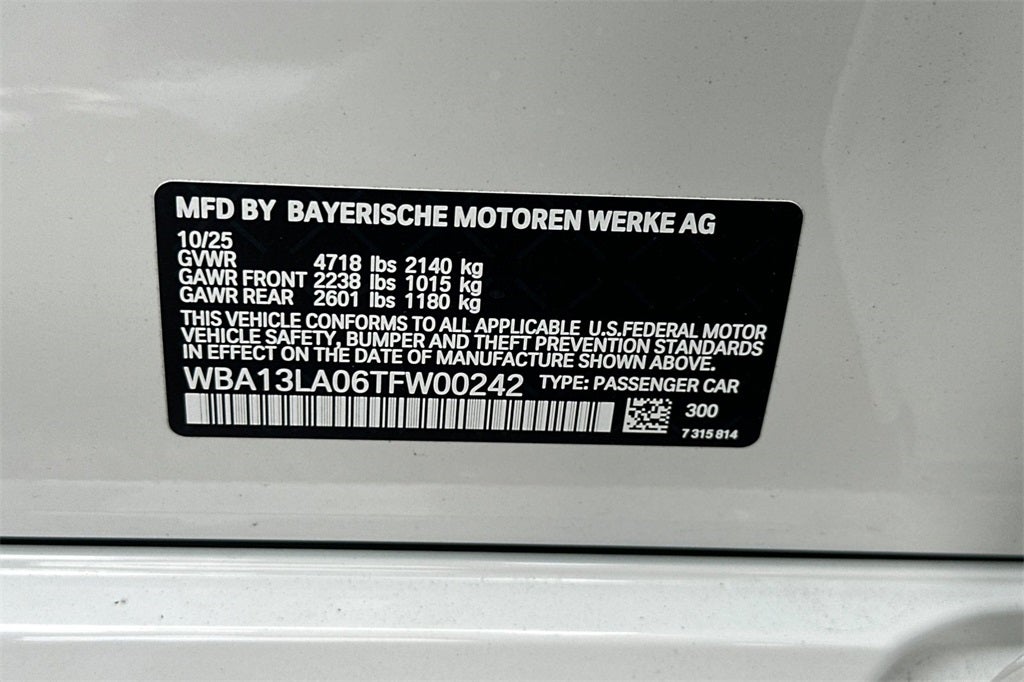 MFD BY BAYERISCHE MOTOREN WERKE AG
10/25
GVWR 4718 lbs 2140 kg
GAWR FRONT 2238 lbs 1015 kg
GAWR REAR 2601 lbs 1180 kg
THIS VEHICLE CONFORMS TO ALL APPLICABLE U.S.FEDERAL MOTOR
VEHICLE SAFETY, BUMPER AND THEFT PREVENTION STANDARDS
IN EFFECT ON THE DATE OF MANUFACTURE SHOWN ABOVE.
WBA13LA06TFW00242 TYPE: PASSENGER CAR
300
7 315 814